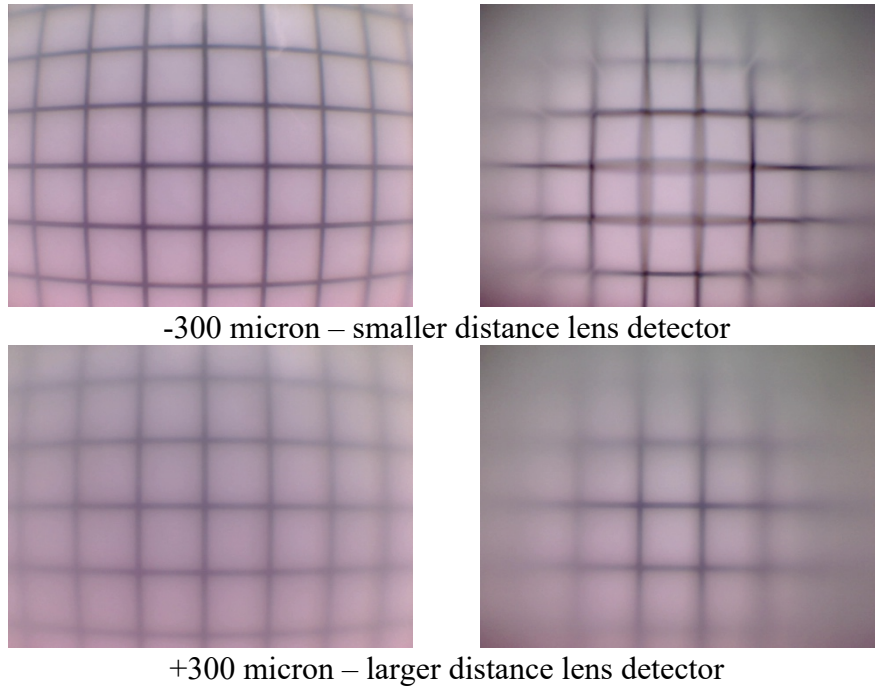 -300 micron – smaller distance lens detector
+300 micron – larger distance lens detector